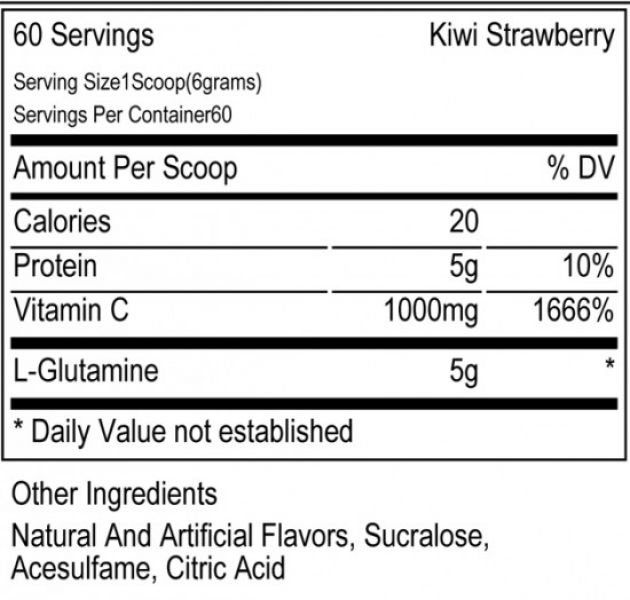 60 Servings Kiwi Strawberry
Serving Size1Scoop(6grams)
Servings Per Container60
Amount Per Scoop % DV
Calories 20
Protein 5g 10%
Vitamin C 1000mg 1666%
L-Glutamine 5g *
* Daily Value not established
Other Ingredients
Natural And Artificial Flavors, Sucralose,
Acesulfame, Citric Acid